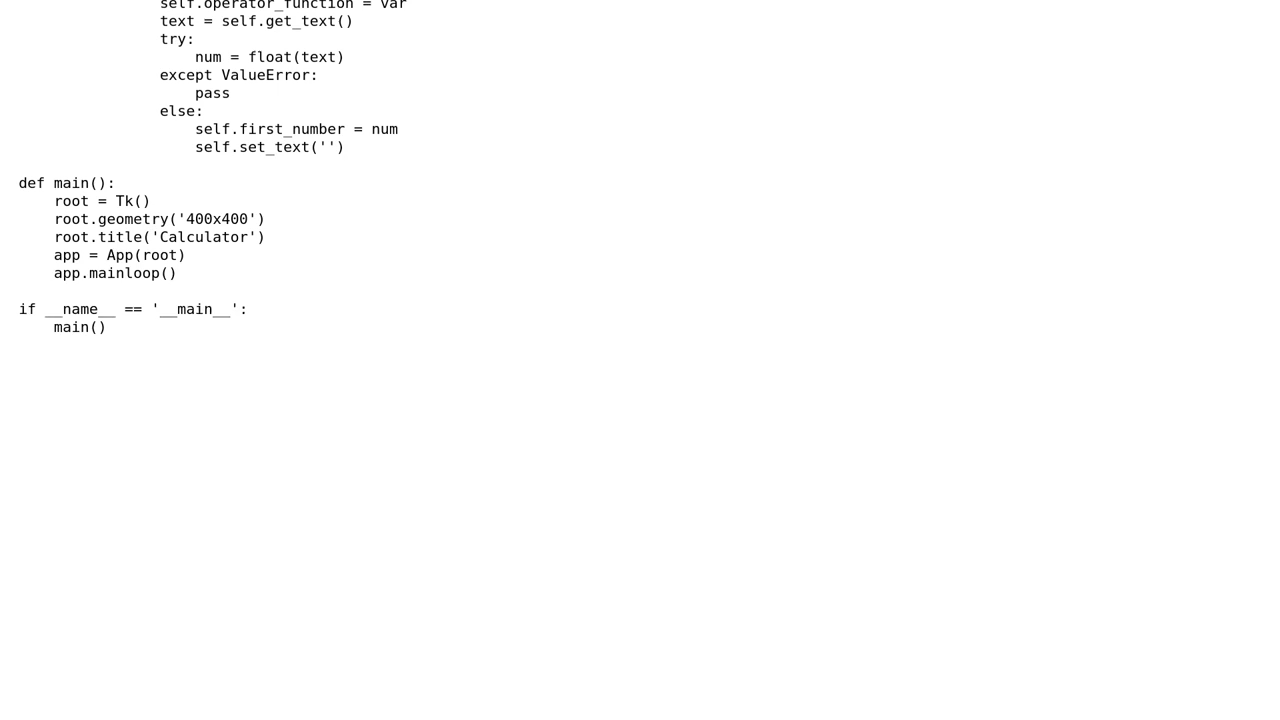 self.operator_function = var
                text = self.get_text()
                try:
                    num = float(text)
                except ValueError:
                    pass
                else:
                    self.first_number = num
                    self.set_text('')

def main():
    root = Tk()
    root.geometry('400x400')
    root.title('Calculator')
    app = App(root)
    app.mainloop()

if __name__ == '__main__':
    main()